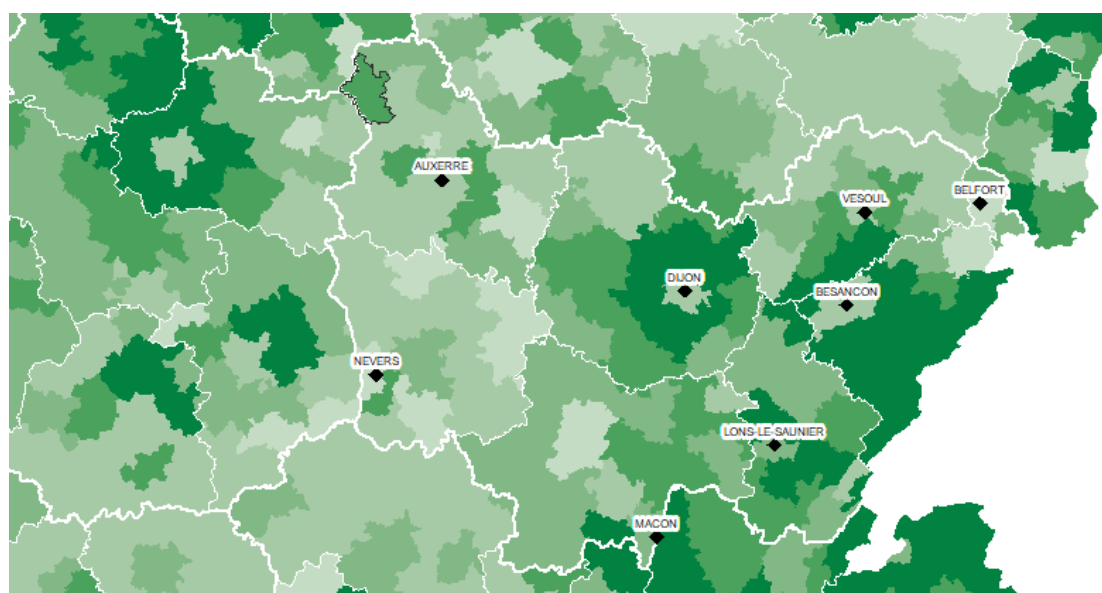 AUXERRE
BELFORT
VESOUL
DIJON
BESANCON
NEVERS
LONS-LE-SAUNIER
MACON